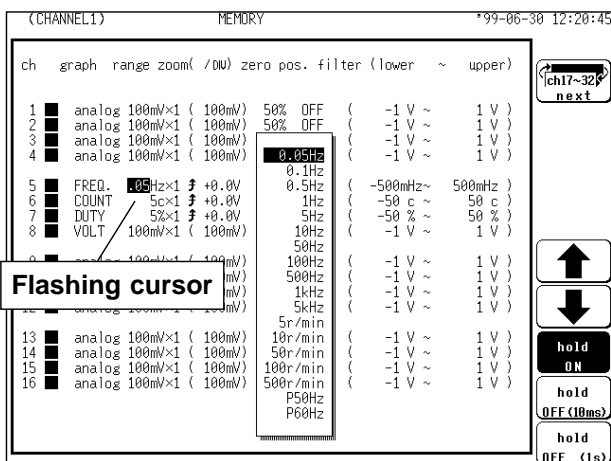 (CHANNEL1) MEMORY '99-06-30 12:20:45
ch graph range zoom( /DIV) zero pos. filter (lower ~ upper)
ch17~32
next
1 analog 100mV×1 ( 100mV) 50% OFF ( -1 V ~ 1 V )
2 analog 100mV×1 ( 100mV) 50% OFF ( -1 V ~ 1 V )
3 analog 100mV×1 ( 100mV) ( -1 V ~ 1 V )
4 analog 100mV×1 ( 100mV) 0.05Hz ( -1 V ~ 1 V )
0.1Hz
5 FREQ. .05Hz×1 +0.0V 0.5Hz ( -500mHz~ 500mHz )
6 COUNT 5c×1 +0.0V 1Hz ( -50 c ~ 50 c )
7 DUTY 5%×1 +0.0V 5Hz ( -50 % ~ 50 % )
8 VOLT 100mV×1 ( 100mV) 10Hz ( -1 V ~ 1 V )
50Hz
100Hz ( -1 V ~ 1 V )
Flashing cursor
mV) 500Hz ( -1 V ~ 1 V )
mV) 1kHz ( -1 V ~ 1 V )
mV) 5kHz ( -1 V ~ 1 V )
5r/min
13 analog 100mV×1 ( 100mV) 10r/min ( -1 V ~ 1 V )
14 analog 100mV×1 ( 100mV) 50r/min ( -1 V ~ 1 V )
15 analog 100mV×1 ( 100mV) 100r/min ( -1 V ~ 1 V )
16 analog 100mV×1 ( 100mV) 500r/min ( -1 V ~ 1 V )
P50Hz
P60Hz
hold
ON
hold
OFF(10ms)
hold
OFF (1s)